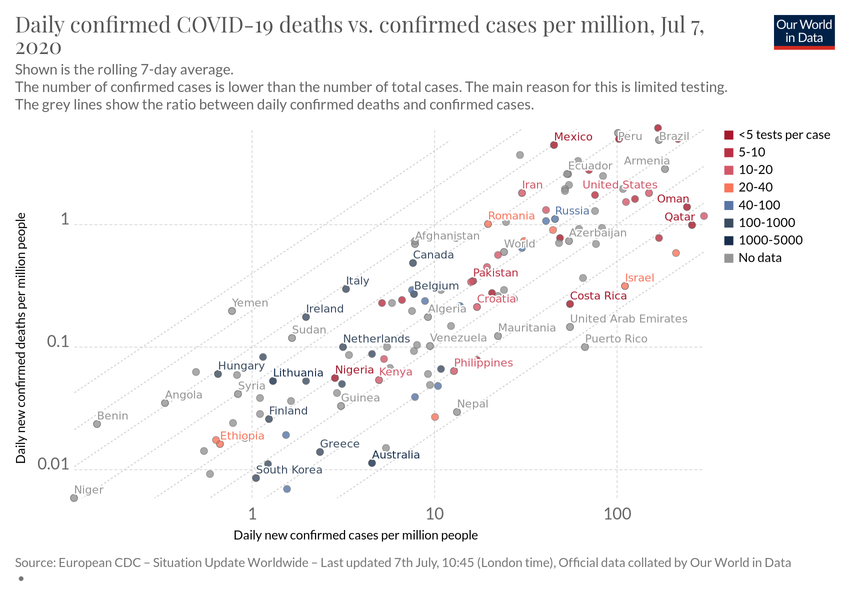 Daily confirmed COVID-19 deaths vs. confirmed cases per million, Jul 7,
2020
Our World
in Data
Shown is the rolling 7-day average.
The number of confirmed cases is lower than the number of total cases. The main reason for this is limited testing.
The grey lines show the ratio between daily confirmed deaths and confirmed cases.
<5 tests per case
5-10
10-20
20-40
40-100
100-1000
1000-5000
No data
Daily new confirmed deaths per million people
1
0.1
0.01
Mexico
Peru
Brazil
Ecuador
Armenia
Iran
United States
Oman
Romania
Russia
Qatar
Afghanistan
World
Azerbaijan
Canada
Pakistan
Israel
Italy
Belgium
Croatia
Costa Rica
Yemen
Ireland
Algeria
United Arab Emirates
Sudan
Mauritania
Netherlands
Venezuela
Puerto Rico
Hungary
Lithuania
Nigeria
Kenya
Philippines
Angola
Syria
Guinea
Nepal
Benin
Finland
Ethiopia
Greece
Australia
South Korea
Niger
1
10
100
Daily new confirmed cases per million people
Source: European CDC – Situation Update Worldwide – Last updated 7th July, 10:45 (London time), Official data collated by Our World in Data